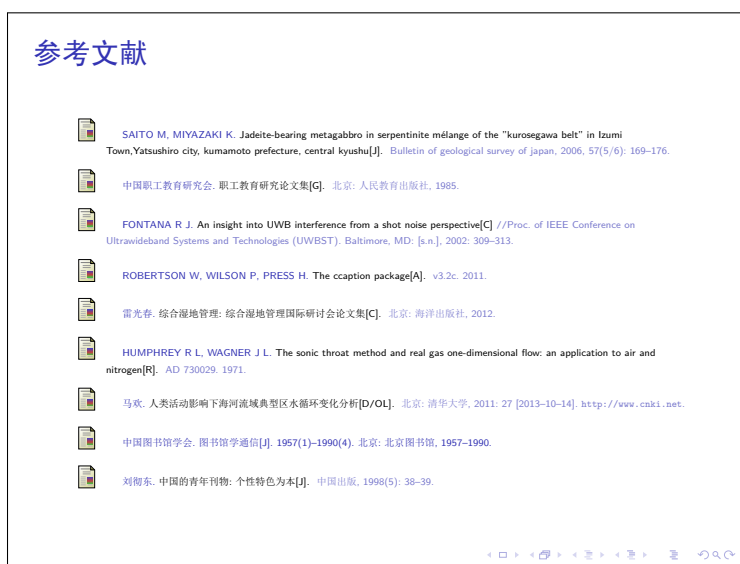 参考文献
SAITO M, MIYAZAKI K. Jadeite-bearing metagabbro in serpentinite mélange of the ”kurosegawa belt” in Izumi
Town,Yatsushiro city, kumamoto prefecture, central kyushu[J]. Bulletin of geological survey of japan, 2006, 57(5/6): 169–176.
中国职工教育研究会. 职工教育研究论文集[G]. 北京: 人民教育出版社, 1985.
FONTANA R J. An insight into UWB interference from a shot noise perspective[C] //Proc. of IEEE Conference on
Ultrawideband Systems and Technologies (UWBST). Baltimore, MD: [s.n.], 2002: 309–313.
ROBERTSON W, WILSON P, PRESS H. The ccaption package[A]. v3.2c. 2011.
雷光春. 综合湿地管理: 综合湿地管理国际研讨会论文集[C]. 北京: 海洋出版社, 2012.
HUMPHREY R L, WAGNER J L. The sonic throat method and real gas one-dimensional flow: an application to air and
nitrogen[R]. AD 730029. 1971.
马欢. 人类活动影响下海河流域典型区水循环变化分析[D/OL]. 北京: 清华大学, 2011: 27 [2013–10–14]. http://www.cnki.net.
中国图书馆学会. 图书馆学通信[J]. 1957(1)–1990(4). 北京: 北京图书馆, 1957–1990.
刘彻东. 中国的青年刊物: 个性特色为本[J]. 中国出版, 1998(5): 38–39.